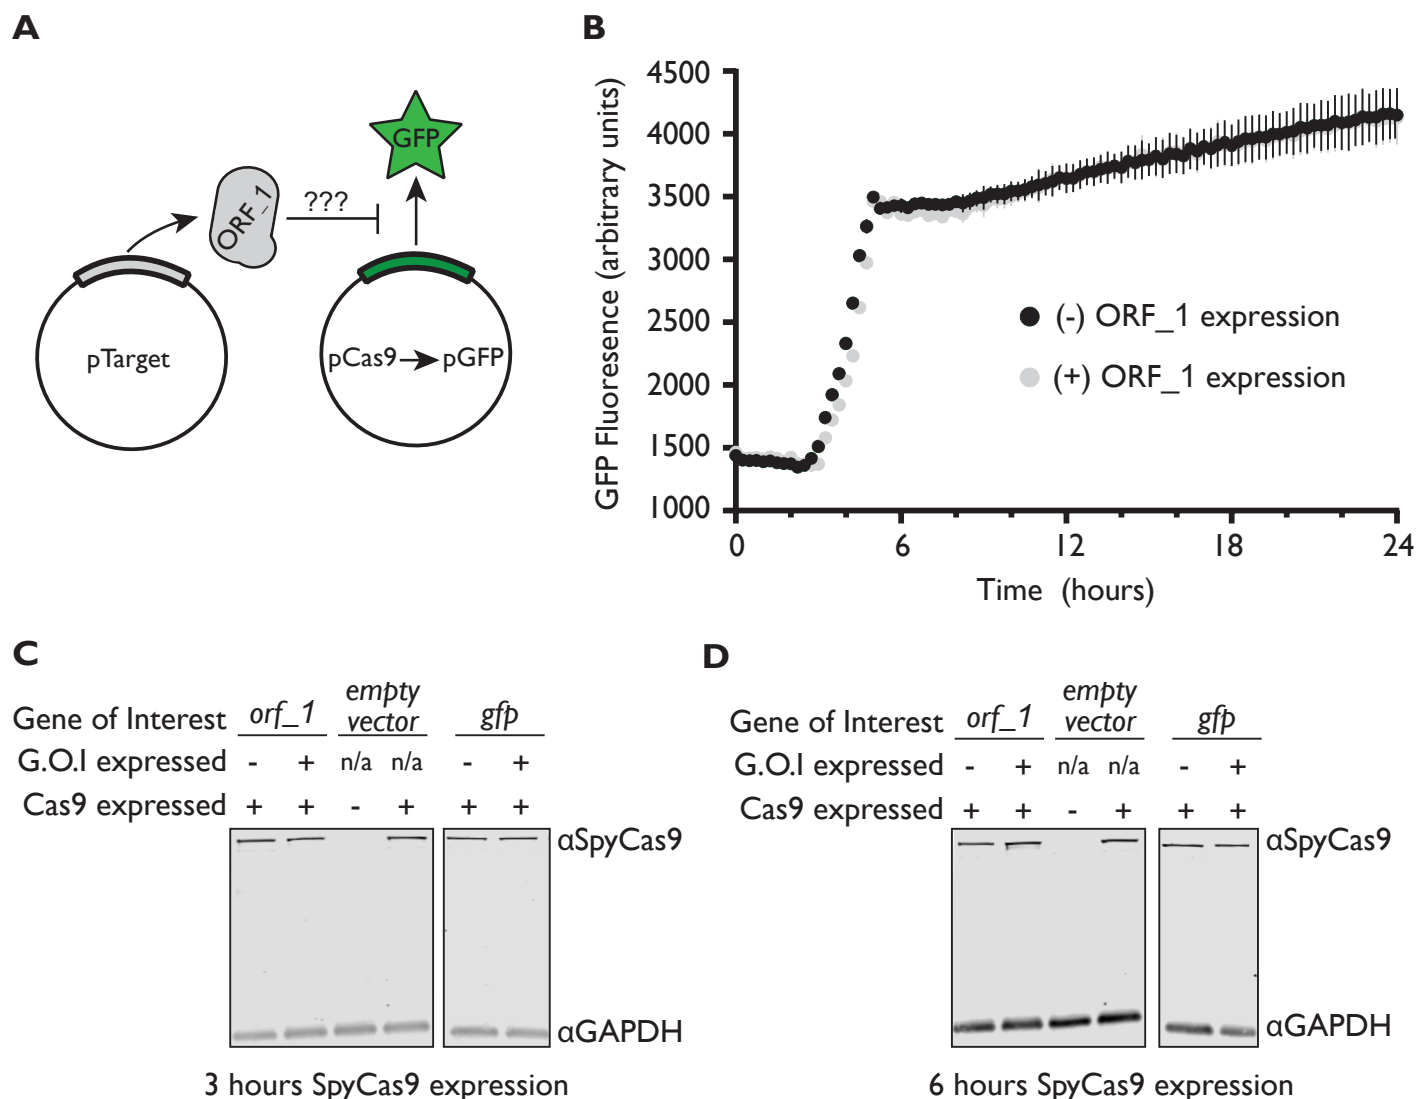 A
GFP
ORF_1
???
pTarget
pCas9
pGFP
B
GFP Fluoresence (arbitrary units)
4500
4000
3500
3000
2500
2000
1500
1000
0
6
12
18
24
Time (hours)
(-) ORF_1 expression
(+) ORF_1 expression
C
Gene of Interest orf_1 empty vector gfp
G.O.I expressed - + n/a n/a - +
Cas9 expressed + + - + + +
αSpyCas9
αGAPDH
3 hours SpyCas9 expression
D
Gene of Interest orf_1 empty vector gfp
G.O.I expressed - + n/a n/a - +
Cas9 expressed + + - + + +
αSpyCas9
αGAPDH
6 hours SpyCas9 expression